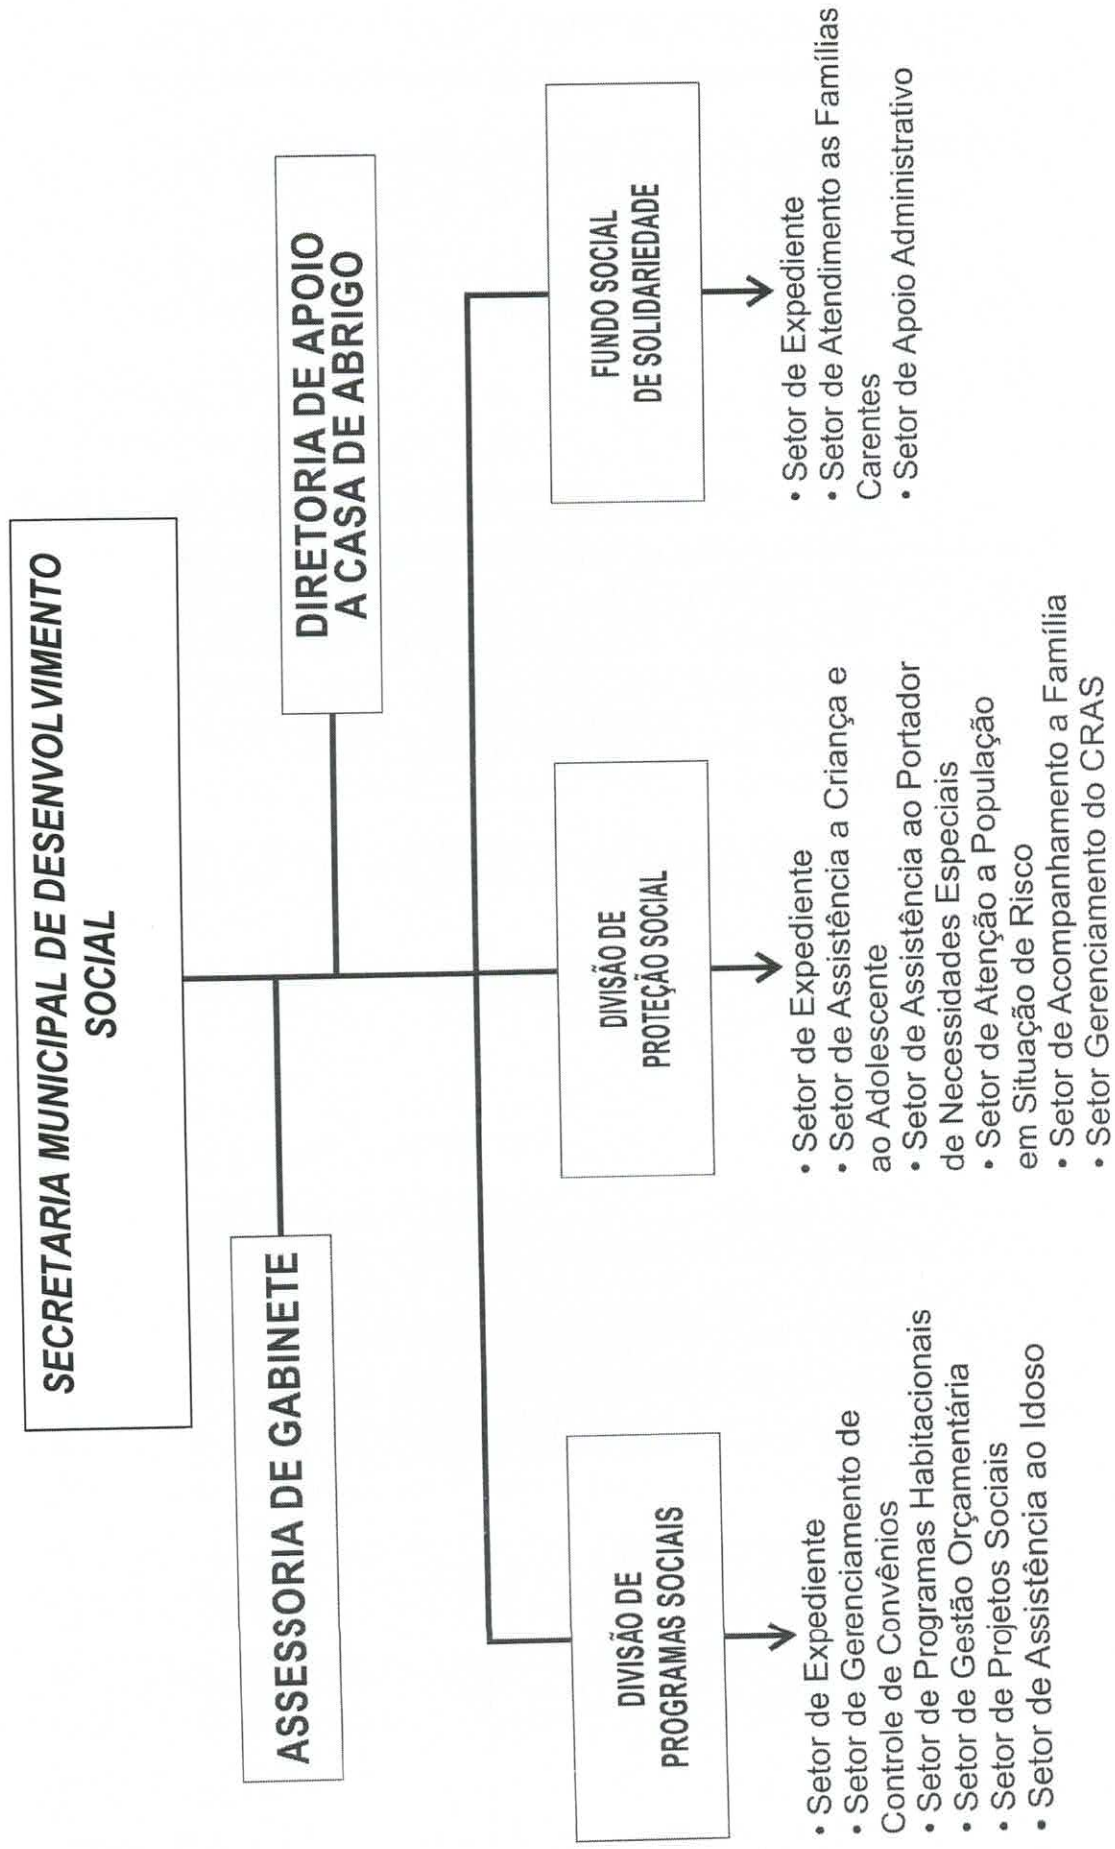 SECRETARIA MUNICIPAL DE DESENVOLVIMENTO
SOCIAL
ASSESSORIA DE GABINETE
DIRETORIA DE APOIO
A CASA DE ABRIGO
DIVISÃO DE
PROGRAMAS SOCIAIS
• Setor de Expediente
• Setor de Gerenciamento de
Controle de Convênios
• Setor de Programas Habitacionais
• Setor de Gestão Orçamentária
• Setor de Projetos Sociais
• Setor de Assistência ao Idoso
DIVISÃO DE
PROTEÇÃO SOCIAL
• Setor de Expediente
• Setor de Assistência a Criança e
ao Adolescente
• Setor de Assistência ao Portador
de Necessidades Especiais
• Setor de Atenção a População
em Situação de Risco
• Setor de Acompanhamento a Família
• Setor Gerenciamento do CRAS
FUNDO SOCIAL
DE SOLIDARIEDADE
• Setor de Expediente
• Setor de Atendimento as Famílias
Carentes
• Setor de Apoio Administrativo